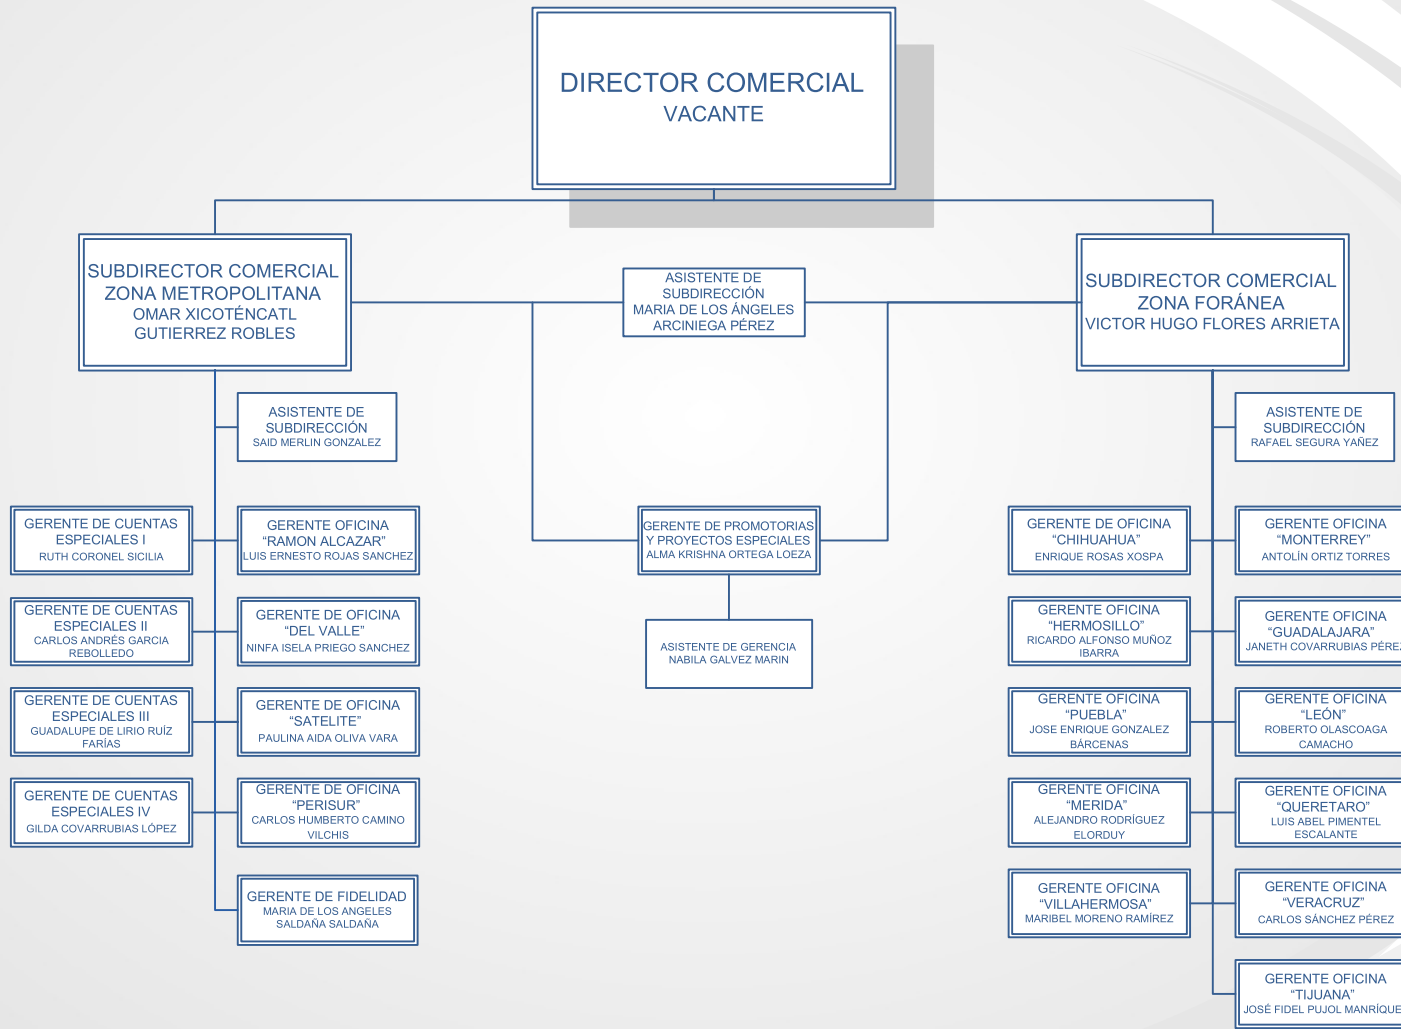 DIRECTOR COMERCIAL
VACANTE
SUBDIRECTOR COMERCIAL
ZONA METROPOLITANA
OMAR XICOTÉNCATL
GUTIERREZ ROBLES
ASISTENTE DE
SUBDIRECCIÓN
MARIA DE LOS ÁNGELES
ARCINIEGA PÉREZ
SUBDIRECTOR COMERCIAL
ZONA FORÁNEA
VICTOR HUGO FLORES ARRIETA
ASISTENTE DE
SUBDIRECCIÓN
SAID MERLIN GONZALEZ
ASISTENTE DE
SUBDIRECCIÓN
RAFAEL SEGURA YAÑEZ
GERENTE DE CUENTAS
ESPECIALES I
RUTH CORONEL SICILIA
GERENTE OFICINA
“RAMON ALCAZAR”
LUIS ERNESTO ROJAS SANCHEZ
GERENTE DE PROMOTORIAS
Y PROYECTOS ESPECIALES
ALMA KRISHNA ORTEGA LOEZA
GERENTE DE OFICINA
“CHIHUAHUA”
ENRIQUE ROSAS XOSPA
GERENTE OFICINA
“MONTERREY”
ANTOLÍN ORTIZ TORRES
GERENTE DE CUENTAS
ESPECIALES II
CARLOS ANDRÉS GARCIA
REBOLLEDO
GERENTE DE OFICINA
“DEL VALLE”
NINFA ISELA PRIEGO SANCHEZ
ASISTENTE DE GERENCIA
NABILA GALVEZ MARIN
GERENTE OFICINA
“HERMOSILLO”
RICARDO ALFONSO MUÑOZ
IBARRA
GERENTE OFICINA
“GUADALAJARA”
JANETH COVARRUBIAS PÉREZ
GERENTE DE CUENTAS
ESPECIALES III
GUADALUPE DE LIRIO RUÍZ
FARÍAS
GERENTE DE OFICINA
“SATELITE”
PAULINA AIDA OLIVA VARA
GERENTE OFICINA
“PUEBLA”
JOSE ENRIQUE GONZALEZ
BÁRCENAS
GERENTE OFICINA
“LEÓN”
ROBERTO OLASCOAGA
CAMACHO
GERENTE DE CUENTAS
ESPECIALES IV
GILDA COVARRUBIAS LÓPEZ
GERENTE DE OFICINA
“PERISUR”
CARLOS HUMBERTO CAMINO
VILCHIS
GERENTE OFICINA
“MERIDA”
ALEJANDRO RODRÍGUEZ
ELORDUY
GERENTE OFICINA
“QUERETARO”
LUIS ABEL PIMENTEL
ESCALANTE
GERENTE DE FIDELIDAD
MARIA DE LOS ANGELES
SALDAÑA SALDAÑA
GERENTE OFICINA
“VILLAHERMOSA”
MARIBEL MORENO RAMÍREZ
GERENTE OFICINA
“VERACRUZ”
CARLOS SÁNCHEZ PÉREZ
GERENTE OFICINA
“TIJUANA”
JOSÉ FIDEL PUJOL MANRÍQUE